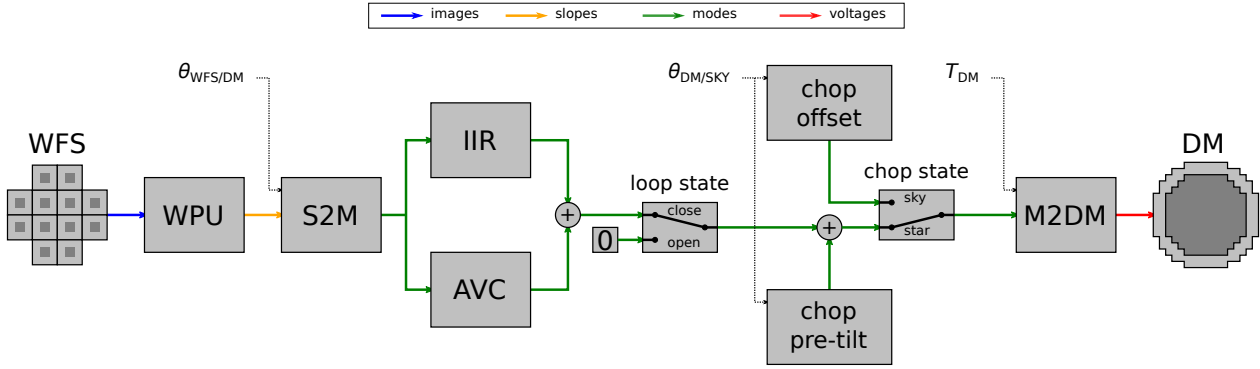 images slopes modes voltages
θWFS/DM
θDM/SKY
TDM
chop
offset
WFS
IIR
DM
loop state
chop state
WPU
S2M
close
open
0
+
sky
star
+
M2DM
AVC
chop
pre-tilt